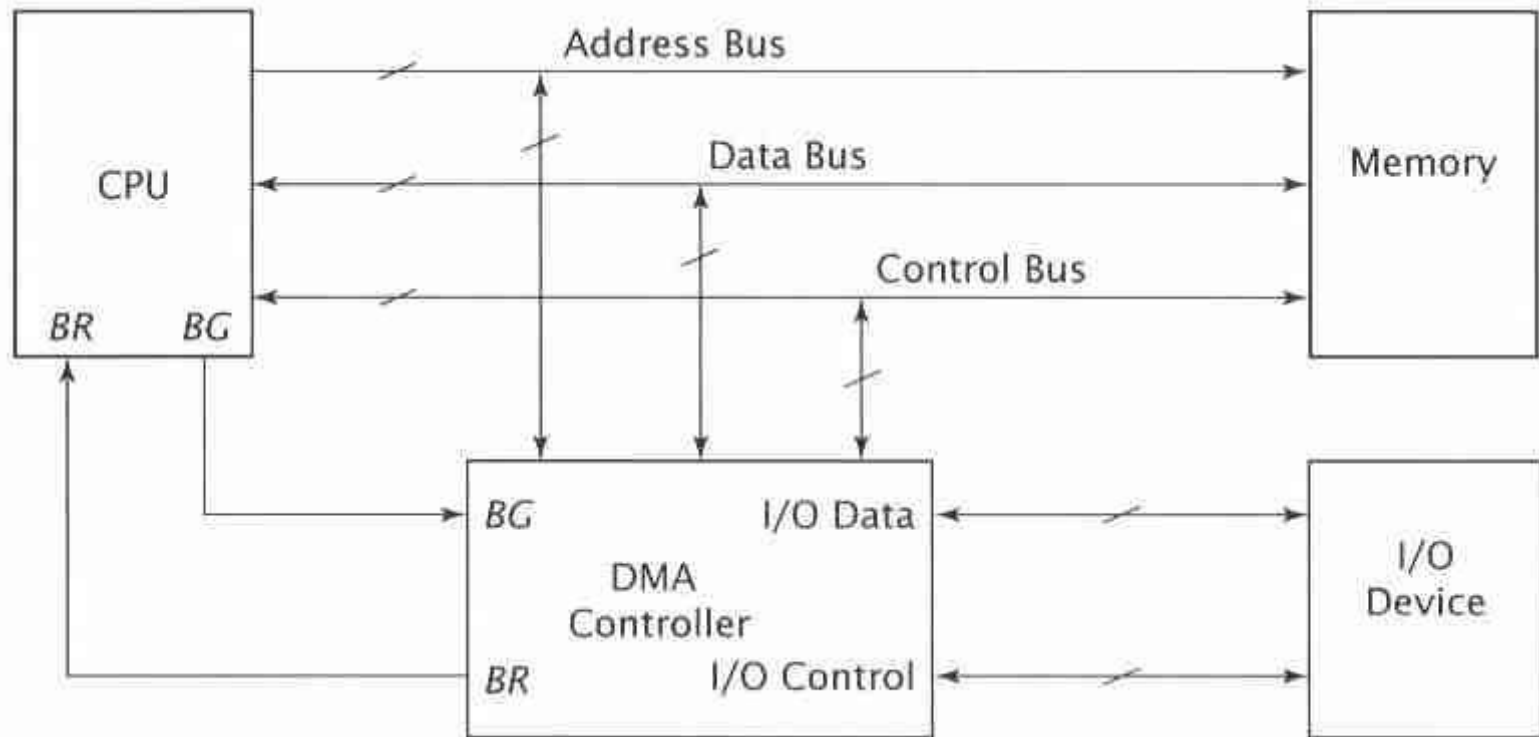 Address Bus
Data Bus
CPU
Memory
Control Bus
BR BG
BG I/O Data
I/O
Device
DMA
Controller
BR I/O Control